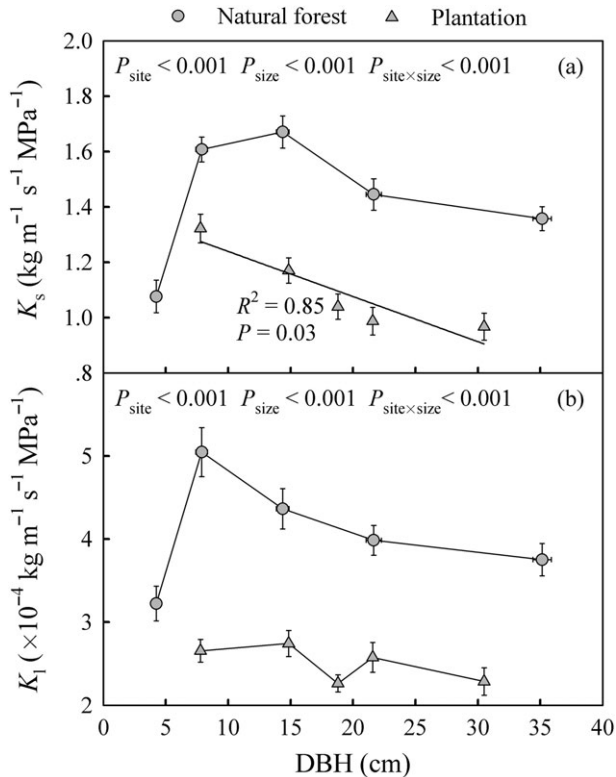 Natural forest Plantation
2.0
P_site < 0.001 P_size < 0.001 P_site×size < 0.001 (a)
1.8
1.6
1.4
1.2
1.0
.8
K_s (kg m⁻¹ s⁻¹ MPa⁻¹)
R² = 0.85
P = 0.03
P_site < 0.001 P_size < 0.001 P_site×size < 0.001 (b)
5
4
3
2
K_l (×10⁻⁴ kg m⁻¹ s⁻¹ MPa⁻¹)
0 5 10 15 20 25 30 35 40
DBH (cm)